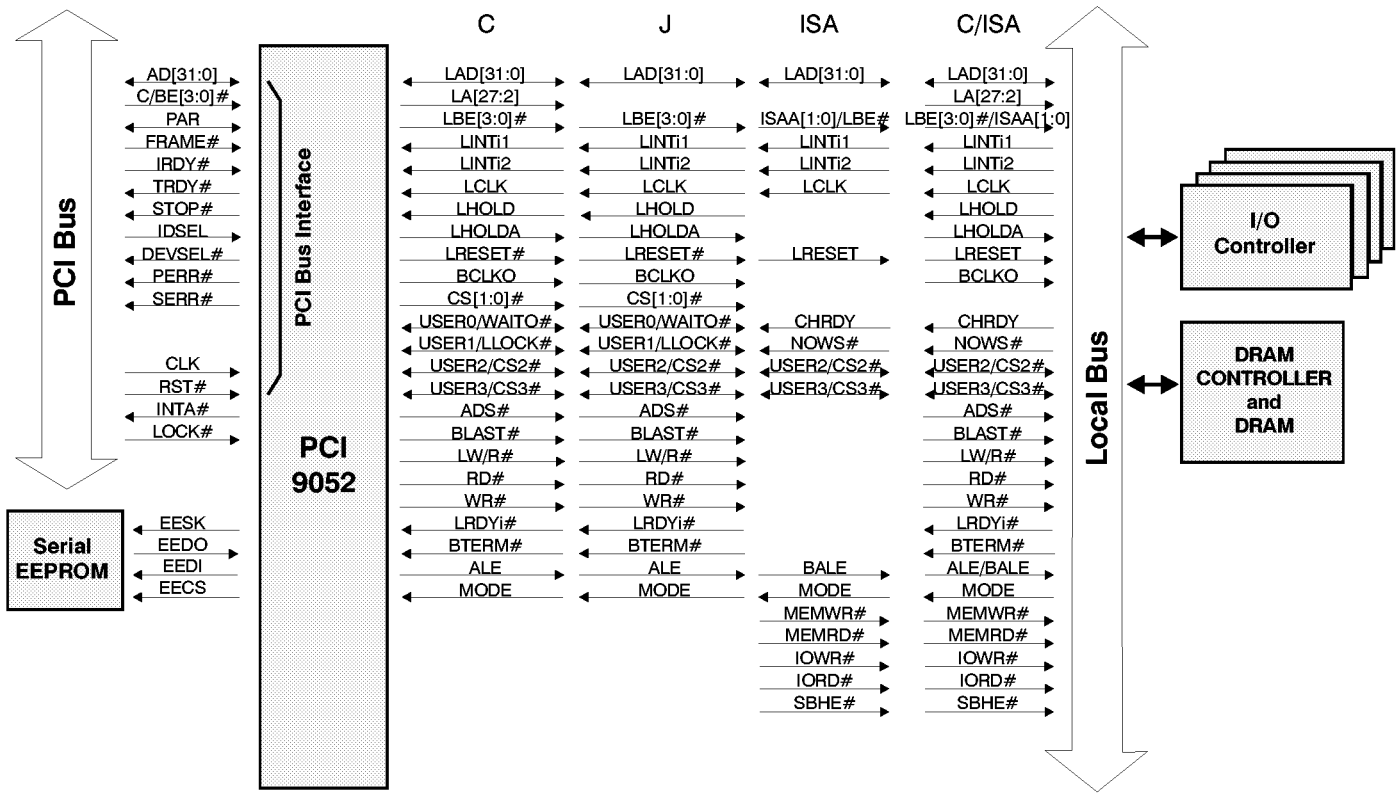 C J ISA C/ISA
PCI Bus
AD[31:0]
C/BE[3:0]#
PAR
FRAME#
IRDY#
TRDY#
STOP#
IDSEL
DEVSEL#
PERR#
SERR#
CLK
RST#
INTA#
LOCK#
Serial
EEPROM
EESK
EEDO
EEDI
EECS
PCI Bus Interface
PCI
9052
LAD[31:0] LAD[31:0] LAD[31:0] LAD[31:0]
LA[27:2] LA[27:2]
LBE[3:0]# LBE[3:0]# ISAA[1:0]/LBE# LBE[3:0]#/ISAA[1:0]
LINTi1 LINTi1 LINTi1 LINTi1
LINTi2 LINTi2 LINTi2 LINTi2
LCLK LCLK LCLK LCLK
LHOLD LHOLD LHOLD
LHOLDA LHOLDA LHOLDA
LRESET# LRESET# LRESET LRESET
BCLKO BCLKO BCLKO
CS[1:0]# CS[1:0]#
USER0/WAITO# USER0/WAITO# CHRDY CHRDY
USER1/LLOCK# USER1/LLOCK# NOWS# NOWS#
USER2/CS2# USER2/CS2# USER2/CS2# USER2/CS2#
USER3/CS3# USER3/CS3# USER3/CS3# USER3/CS3#
ADS# ADS# ADS#
BLAST# BLAST# BLAST#
LW/R# LW/R# LW/R#
RD# RD# RD#
WR# WR# WR#
LRDYi# LRDYi# LRDYi#
BTERM# BTERM# BTERM#
ALE ALE BALE ALE/BALE
MODE MODE MODE MODE
MEMWR# MEMWR#
MEMRD# MEMRD#
IOWR# IOWR#
IORD# IORD#
SBHE# SBHE#
Local Bus
I/O
Controller
DRAM
CONTROLLER
and
DRAM